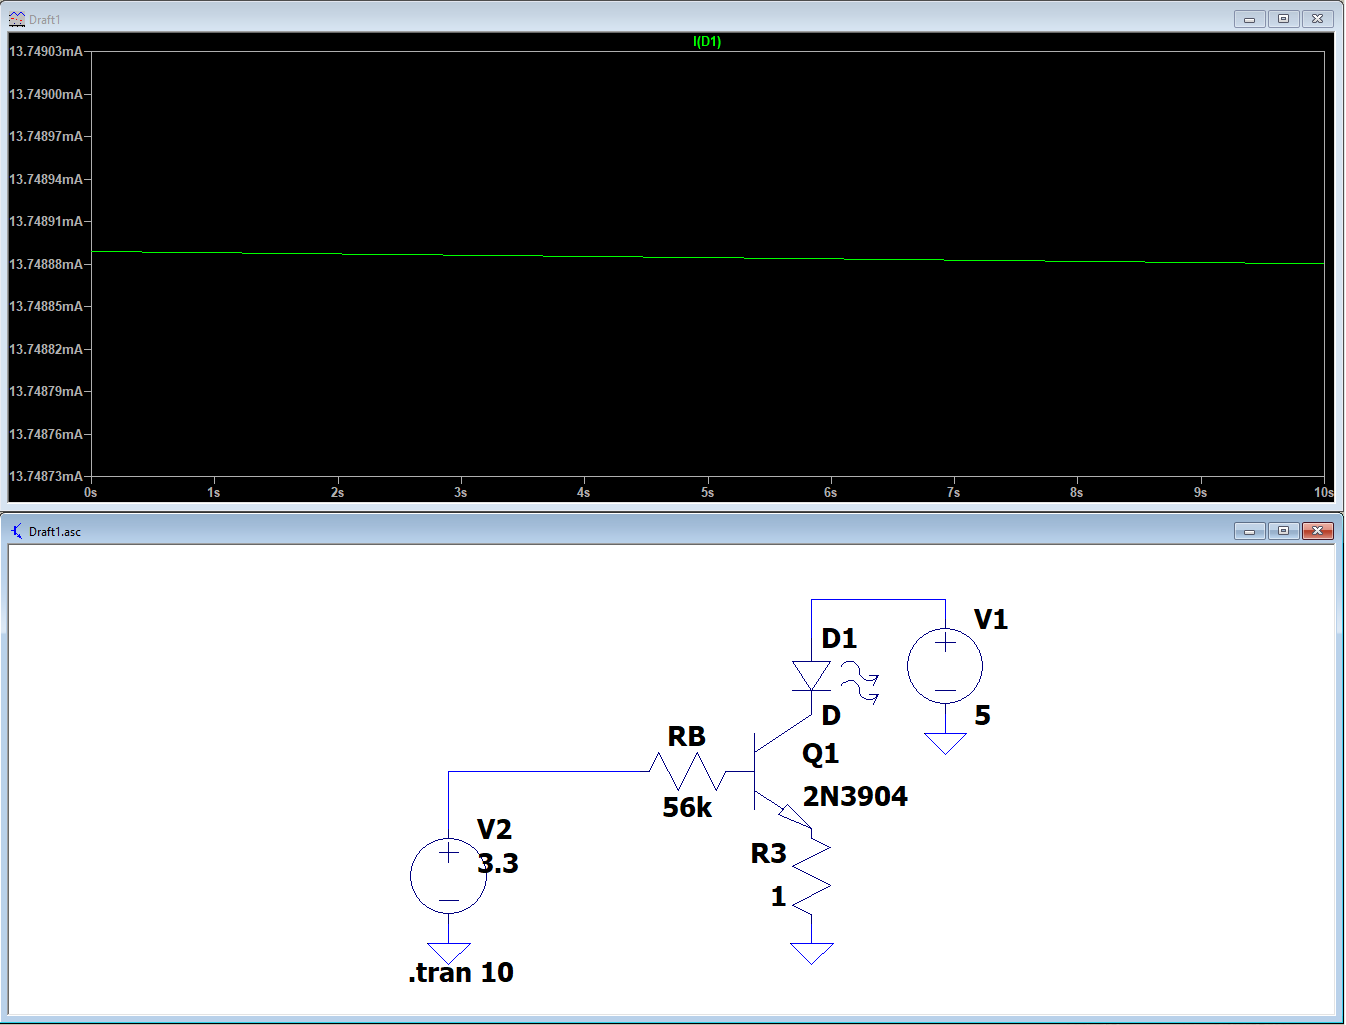 Draft1
I(D1)
13.74903mA
13.74900mA
13.74897mA
13.74894mA
13.74891mA
13.74888mA
13.74885mA
13.74882mA
13.74879mA
13.74876mA
13.74873mA
0s 1s 2s 3s 4s 5s 6s 7s 8s 9s 10s
Draft1.asc
V1
D1
D
5
RB
Q1
56k
2N3904
V2
3.3
R3
1
.tran 10